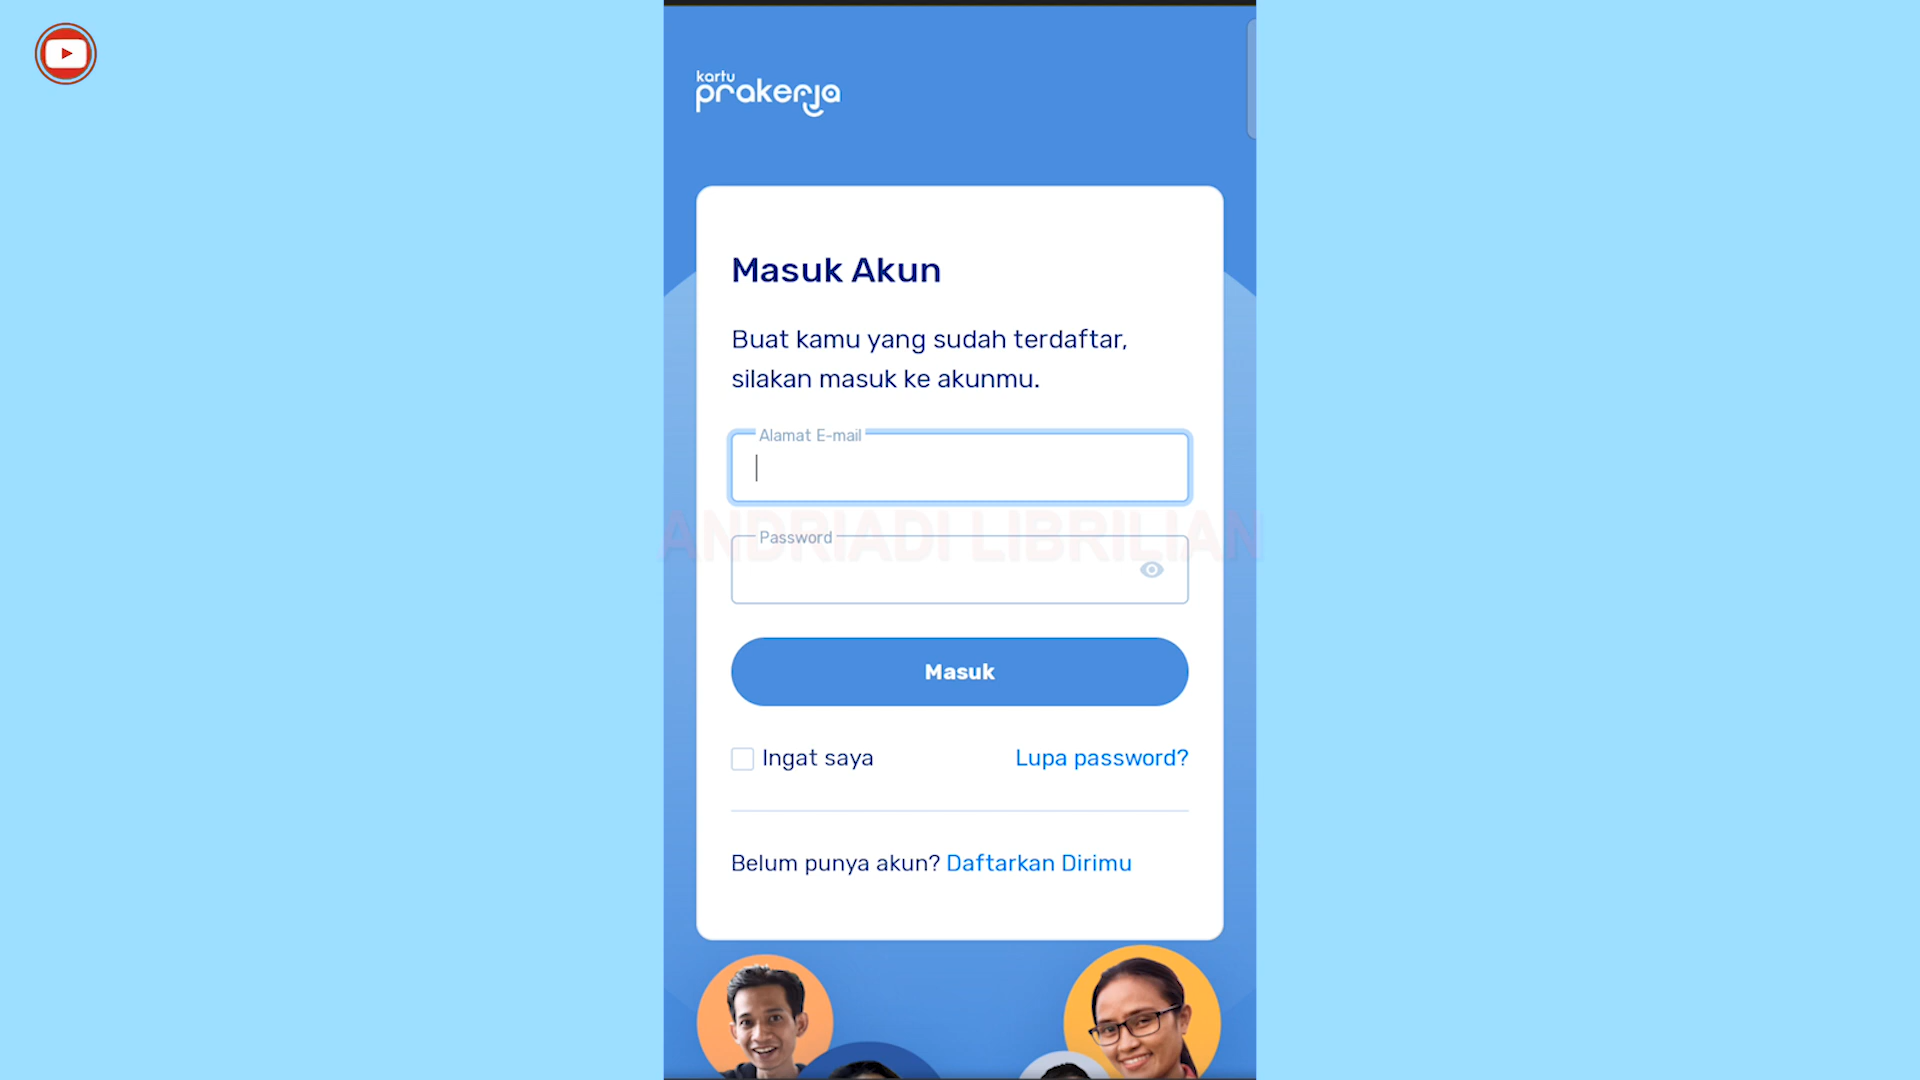 kartu
prakerja
Masuk Akun
Buat kamu yang sudah terdaftar,
silakan masuk ke akunmu.
Alamat E-mail
ANDRIADI LIBRILIAN
Password
Masuk
Ingat saya
Lupa password?
Belum punya akun? Daftarkan Dirimu